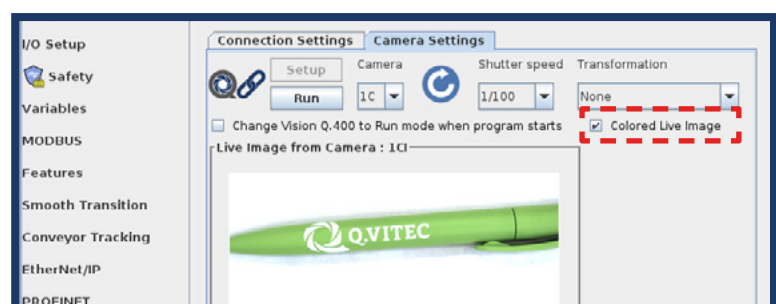 I/O Setup
Safety
Variables
MODBUS
Features
Smooth Transition
Conveyor Tracking
EtherNet/IP
PROFINET
Connection Settings
Camera Settings
Setup
Run
Camera
1C
Shutter speed
1/100
Transformation
None
Change Vision Q.400 to Run mode when program starts
Colored Live Image
Live Image from Camera : 1CI
Q.VITEC